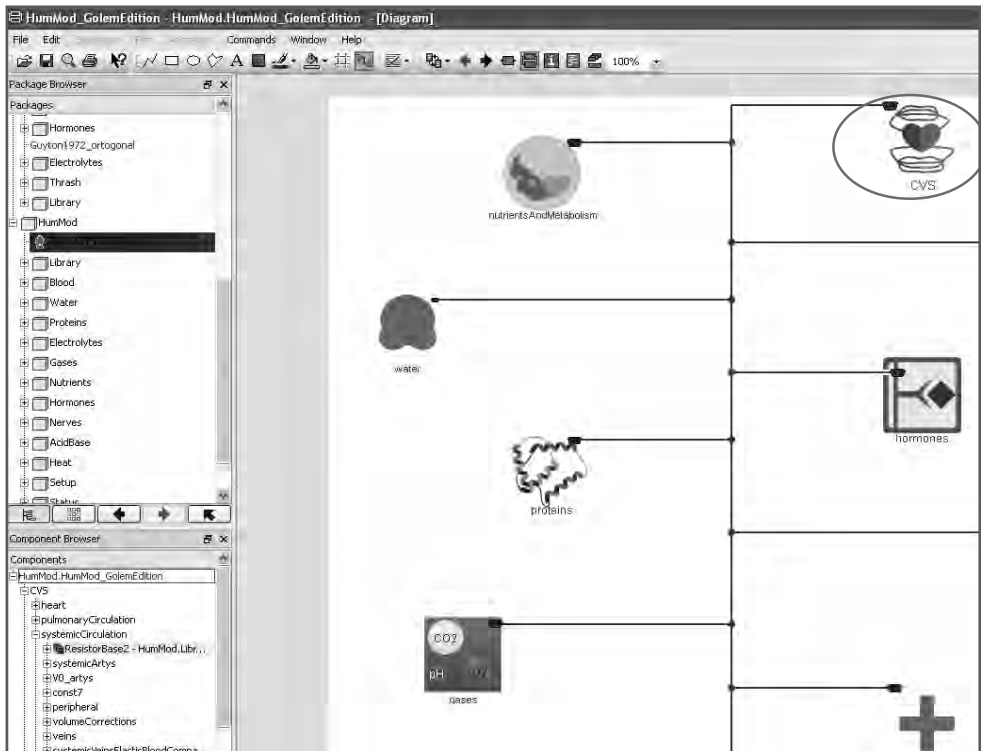 HumMod_GolemEdition - HumMod.HumMod_GolemEdition - [Diagram]
File Edit Commands Window Help
100%
Package Browser
Packages
Hormones
Guyton1972_ortogonal
Electrolytes
Thrash
Library
HumMod
Library
Blood
Water
Proteins
Electrolytes
Gases
Nutrients
Hormones
Nerves
AcidBase
Heat
Setup
Status
Component Browser
Components
HumMod.HumMod_GolemEdition
CVS
heart
pulmonaryCirculation
systemicCirculation
ResistorBase2 - HumMod.Libr...
systemicArtys
V0_artys
const7
peripheral
volumeCorrections
veins
systemicVeinsElasticBloodCompa...
nutrientsAndMetabolism
CVS
water
hormones
proteins
CO2
pH
gases